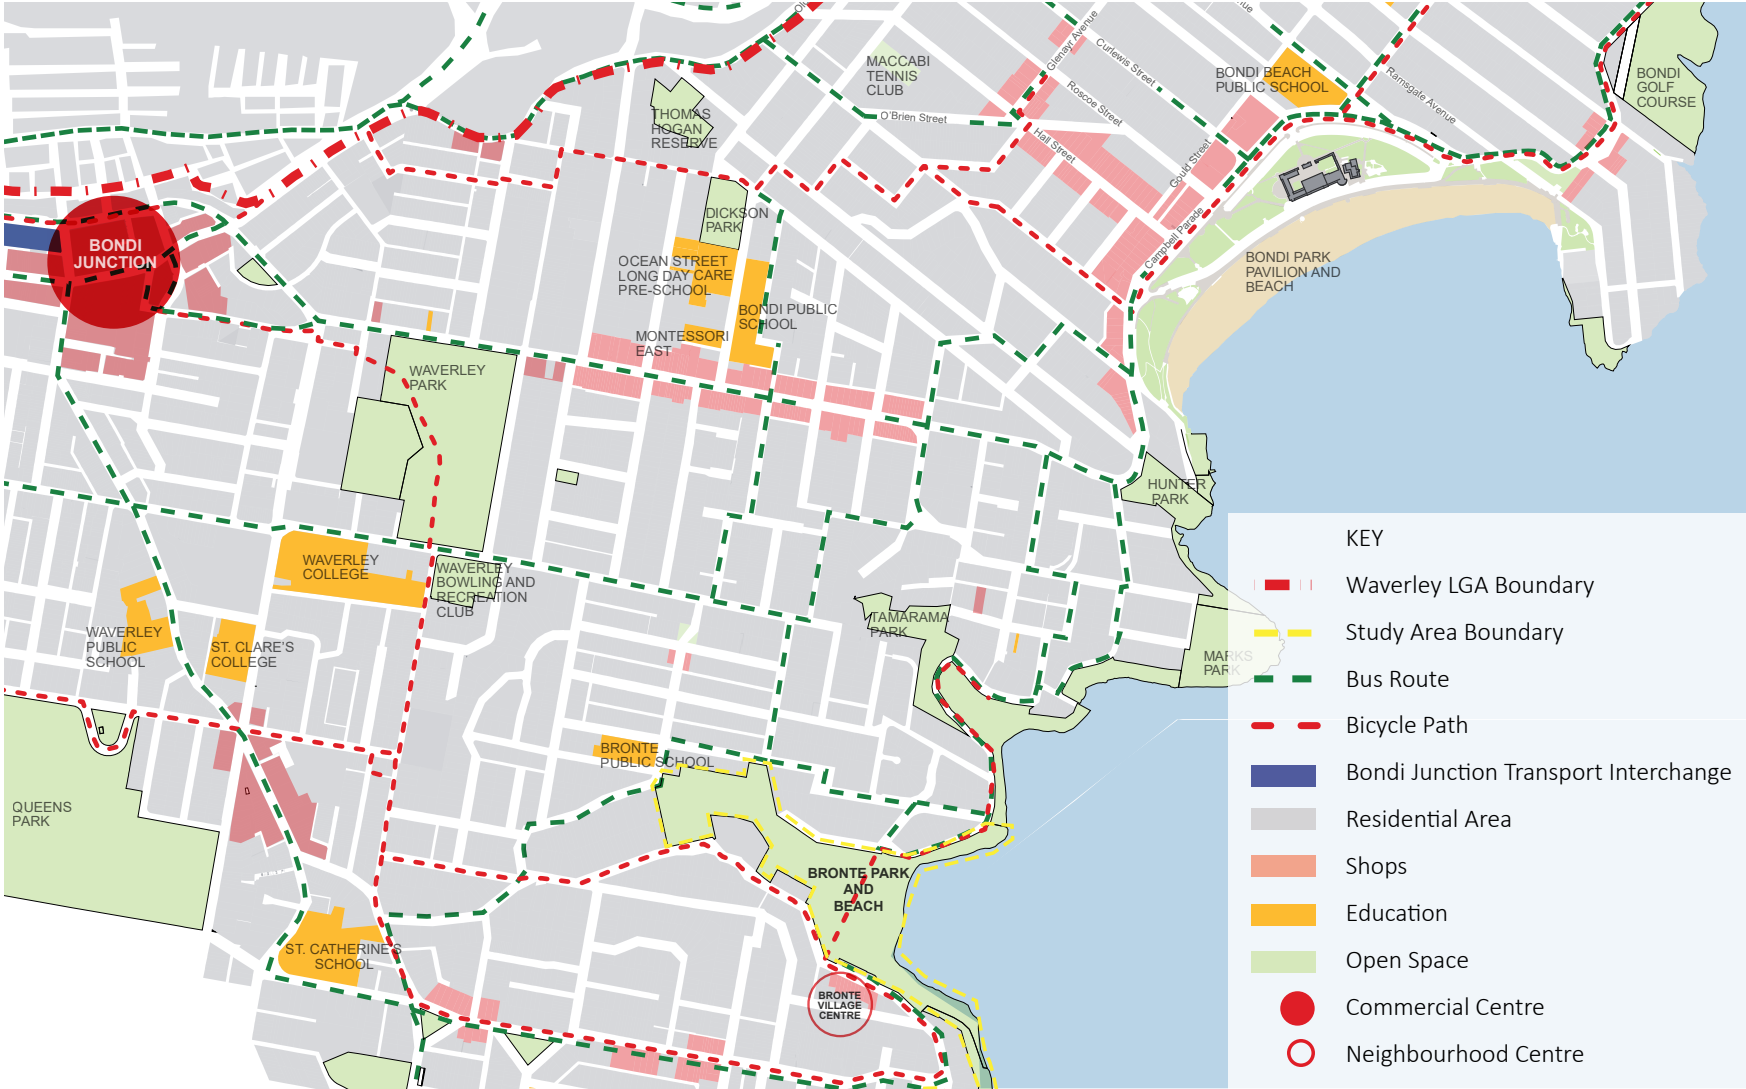 Glenayr Avenue
Curlewis Street
Roscoe Street
Ramsgate Avenue
MACCABI
TENNIS
CLUB
BONDI BEACH
PUBLIC SCHOOL
BONDI
GOLF
COURSE
THOMAS
HOGAN
RESERVE
O'Brien Street
Hall Street
Gould Street
Campbell Parade
DICKSON
PARK
BONDI
JUNCTION
OCEAN STREET
LONG DAY CARE
PRE-SCHOOL
BONDI PARK
PAVILION AND
BEACH
BONDI PUBLIC
SCHOOL
MONTESSORI
EAST
WAVERLEY
PARK
HUNTER
PARK
WAVERLEY
COLLEGE
WAVERLEY
BOWLING AND
RECREATION
CLUB
WAVERLEY
PUBLIC
SCHOOL
ST. CLARE'S
COLLEGE
TAMARAMA
PARK
MARKS
PARK
BRONTE
PUBLIC SCHOOL
QUEENS
PARK
BRONTE PARK
AND
BEACH
ST. CATHERINE'S
SCHOOL
BRONTE
VILLAGE
CENTRE
KEY
Waverley LGA Boundary
Study Area Boundary
Bus Route
Bicycle Path
Bondi Junction Transport Interchange
Residential Area
Shops
Education
Open Space
Commercial Centre
Neighbourhood Centre